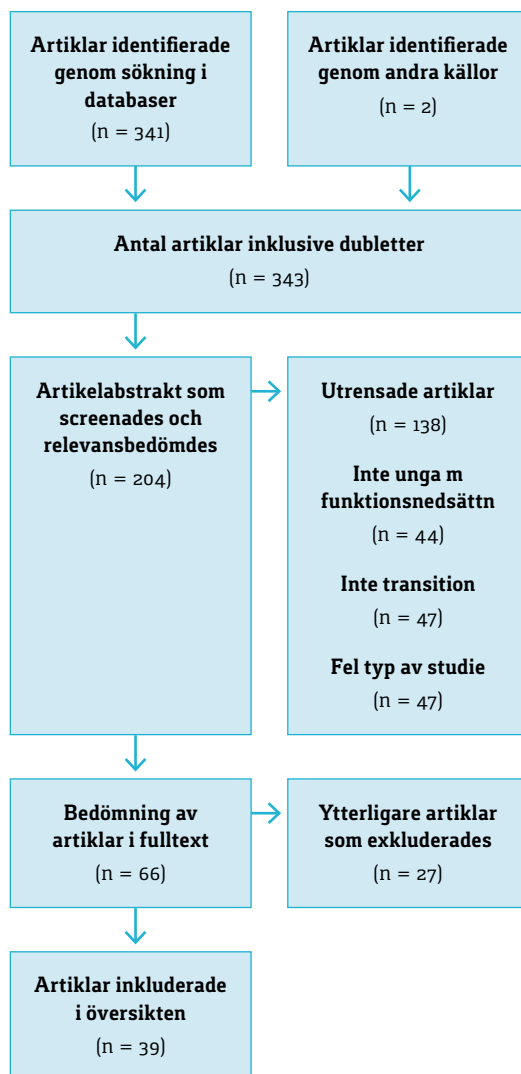 Artiklar identifierade
genom sökning i
databaser
(n = 341)
Artiklar identifierade
genom andra källor
(n = 2)
Antal artiklar inklusive dubletter
(n = 343)
Artikelabstrakt som
screenades och
relevansbedömdes
(n = 204)
Utrensade artiklar
(n = 138)
Inte unga m
funktionsnedsättn
(n = 44)
Inte transition
(n = 47)
Fel typ av studie
(n = 47)
Bedömning av
artiklar i fulltext
(n = 66)
Ytterligare artiklar
som exkluderades
(n = 27)
Artiklar inkluderade
i översikten
(n = 39)